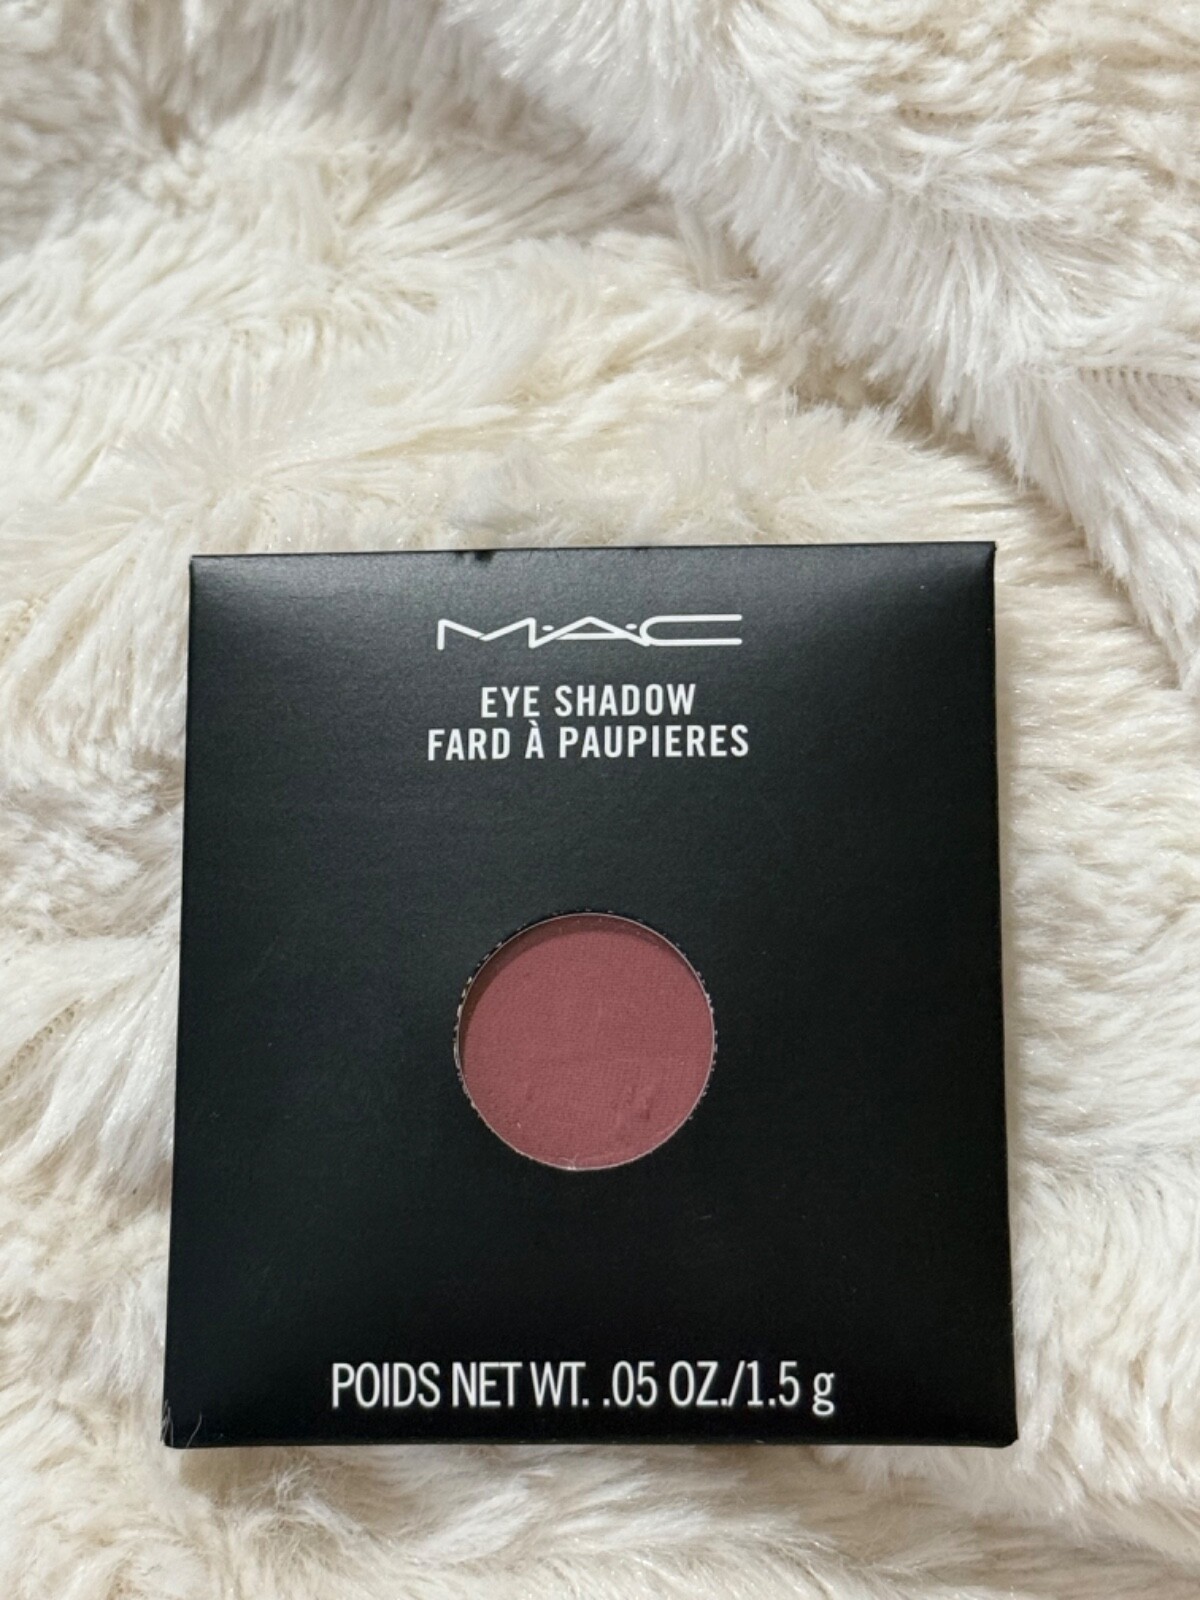 M·A·C
EYE SHADOW
FARD À PAUPIERES
POIDS NET WT. .05 OZ./1.5 g